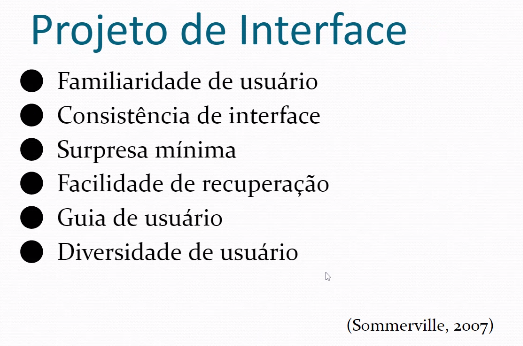 Projeto de Interface
Familiaridade de usuário
Consistência de interface
Surpresa mínima
Facilidade de recuperação
Guia de usuário
Diversidade de usuário
(Sommerville, 2007)